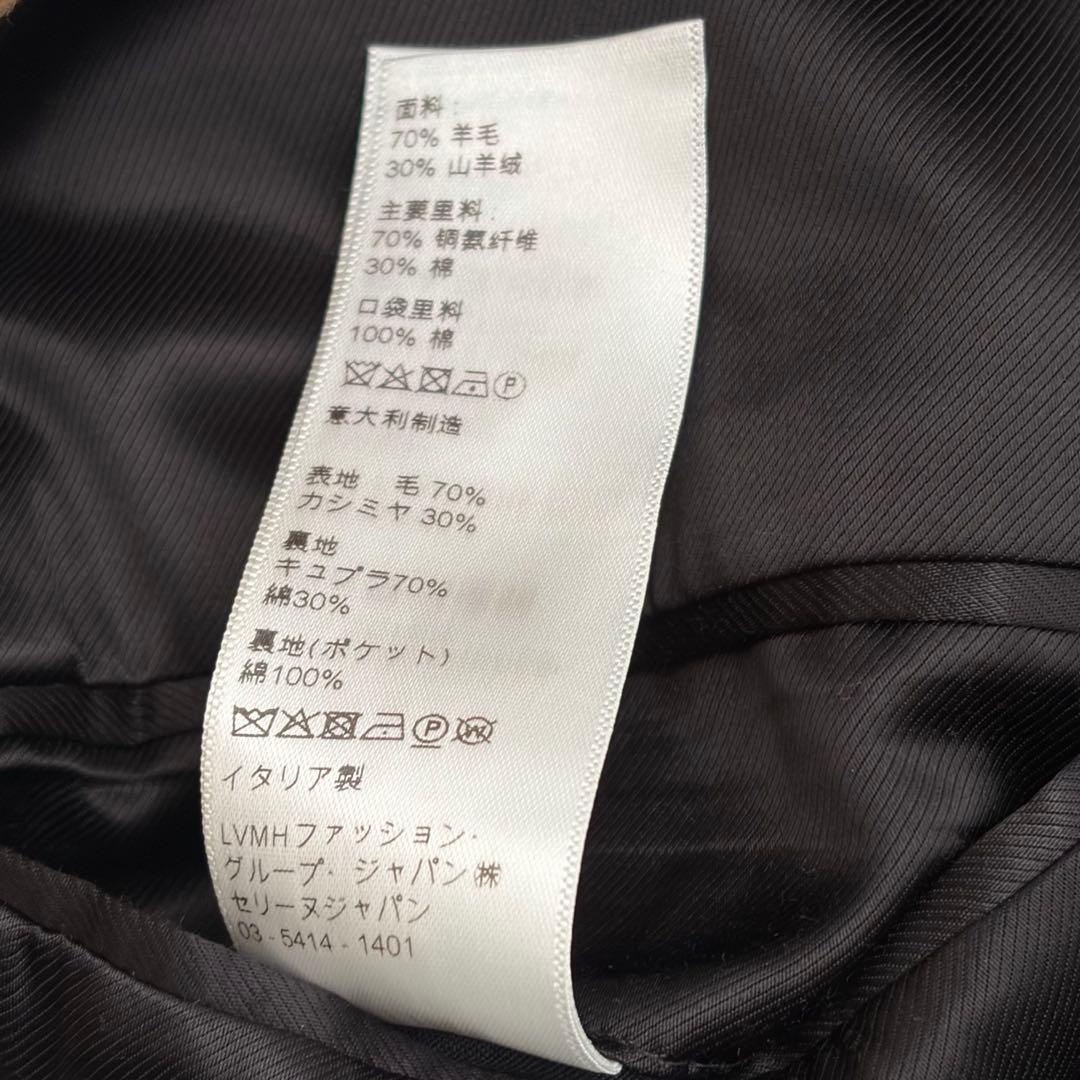 面料：
70% 羊毛
30% 山羊绒
主要里料：
70% 铜氨纤维
30% 棉
口袋里料
100% 棉
P
意大利制造
表地 毛 70%
カシミヤ 30%
裏地
キュプラ70%
綿30%
裏地(ポケット)
綿100%
P W
イタリア製
LVMHファッション・
グループ・ジャパン㈱
セリーヌジャパン
03-5414-1401